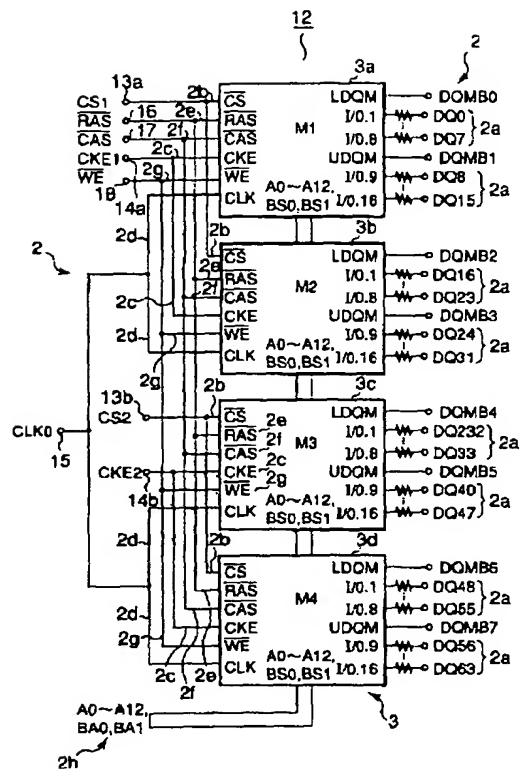 12
13a
2b
3a
2
CS1
CS
LDQM
DQMB0
RAS
16
2e
RAS
M1
I/0.1
DQ0
2a
CAS
17
2f
CAS
I/0.8
DQ7
CKE1
2c
CKE
UDQM
DQMB1
WE
2g
WE
I/0.9
DQ8
2a
18
14a
CLK
A0~A12,
BS0,BS1
I/0.16
DQ15
2d
3b
2
2b
CS
LDQM
DQMB2
2e
RAS
M2
I/0.1
DQ16
2a
2f
CAS
I/0.8
DQ23
2c
CKE
UDQM
DQMB3
WE
I/0.9
DQ24
2a
2d
2g
CLK
A0~A12,
BS0,BS1
I/0.16
DQ31
13b
2b
3c
CS2
CS
LDQM
DQMB4
CLK0
15
RAS
2e
M3
I/0.1
DQ232
2a
CAS
2f
I/0.8
DQ33
CKE2
CKE
2c
UDQM
DQMB5
14b
WE
2g
I/0.9
DQ40
2a
CLK
A0~A12,
BS0,BS1
I/0.16
DQ47
2d
2b
3d
CS
LDQM
DQMB6
2d
RAS
M4
I/0.1
DQ48
2a
CAS
I/0.8
DQ55
CKE
UDQM
DQMB7
2g
WE
I/0.9
DQ56
2a
2c
2f
2e
CLK
A0~A12,
BS0,BS1
I/0.16
DQ63
A0~A12,
BA0,BA1
2h
3